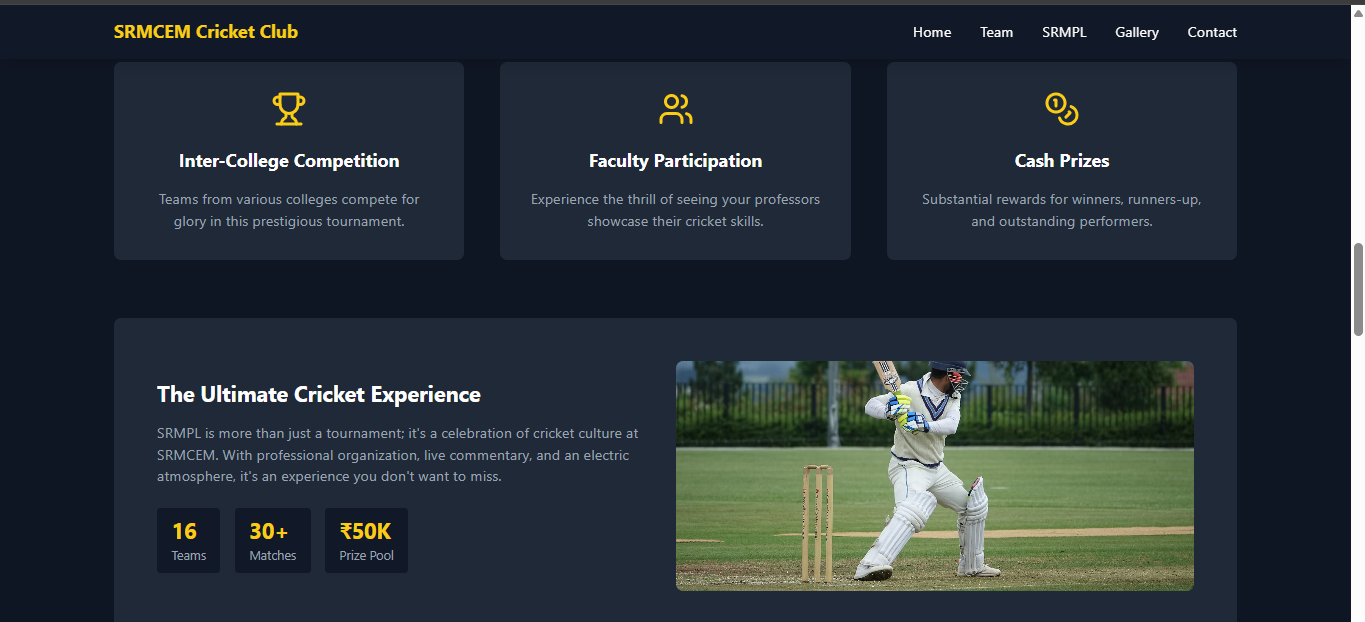 SRMCEM Cricket Club
Home Team SRMPL Gallery Contact
Inter-College Competition
Teams from various colleges compete for
glory in this prestigious tournament.
Faculty Participation
Experience the thrill of seeing your professors
showcase their cricket skills.
Cash Prizes
Substantial rewards for winners, runners-up,
and outstanding performers.
The Ultimate Cricket Experience
SRMPL is more than just a tournament; it's a celebration of cricket culture at
SRMCEM. With professional organization, live commentary, and an electric
atmosphere, it's an experience you don't want to miss.
16
Teams
30+
Matches
₹50K
Prize Pool